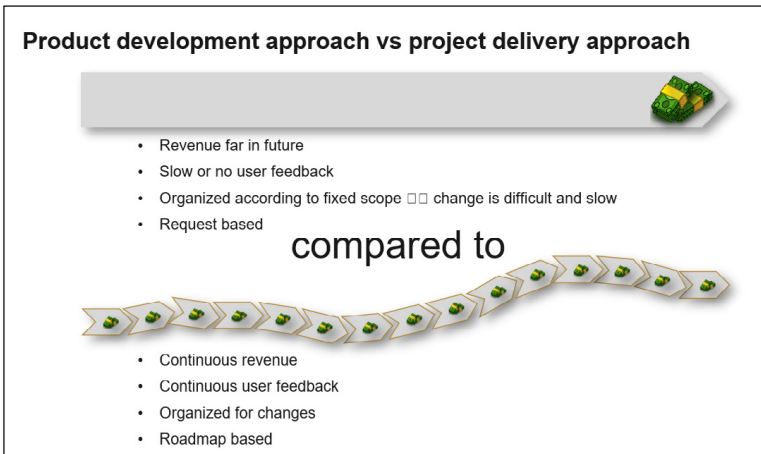 Product development approach vs project delivery approach
• Revenue far in future
• Slow or no user feedback
• Organized according to fixed scope □□ change is difficult and slow
• Request based
compared to
• Continuous revenue
• Continuous user feedback
• Organized for changes
• Roadmap based